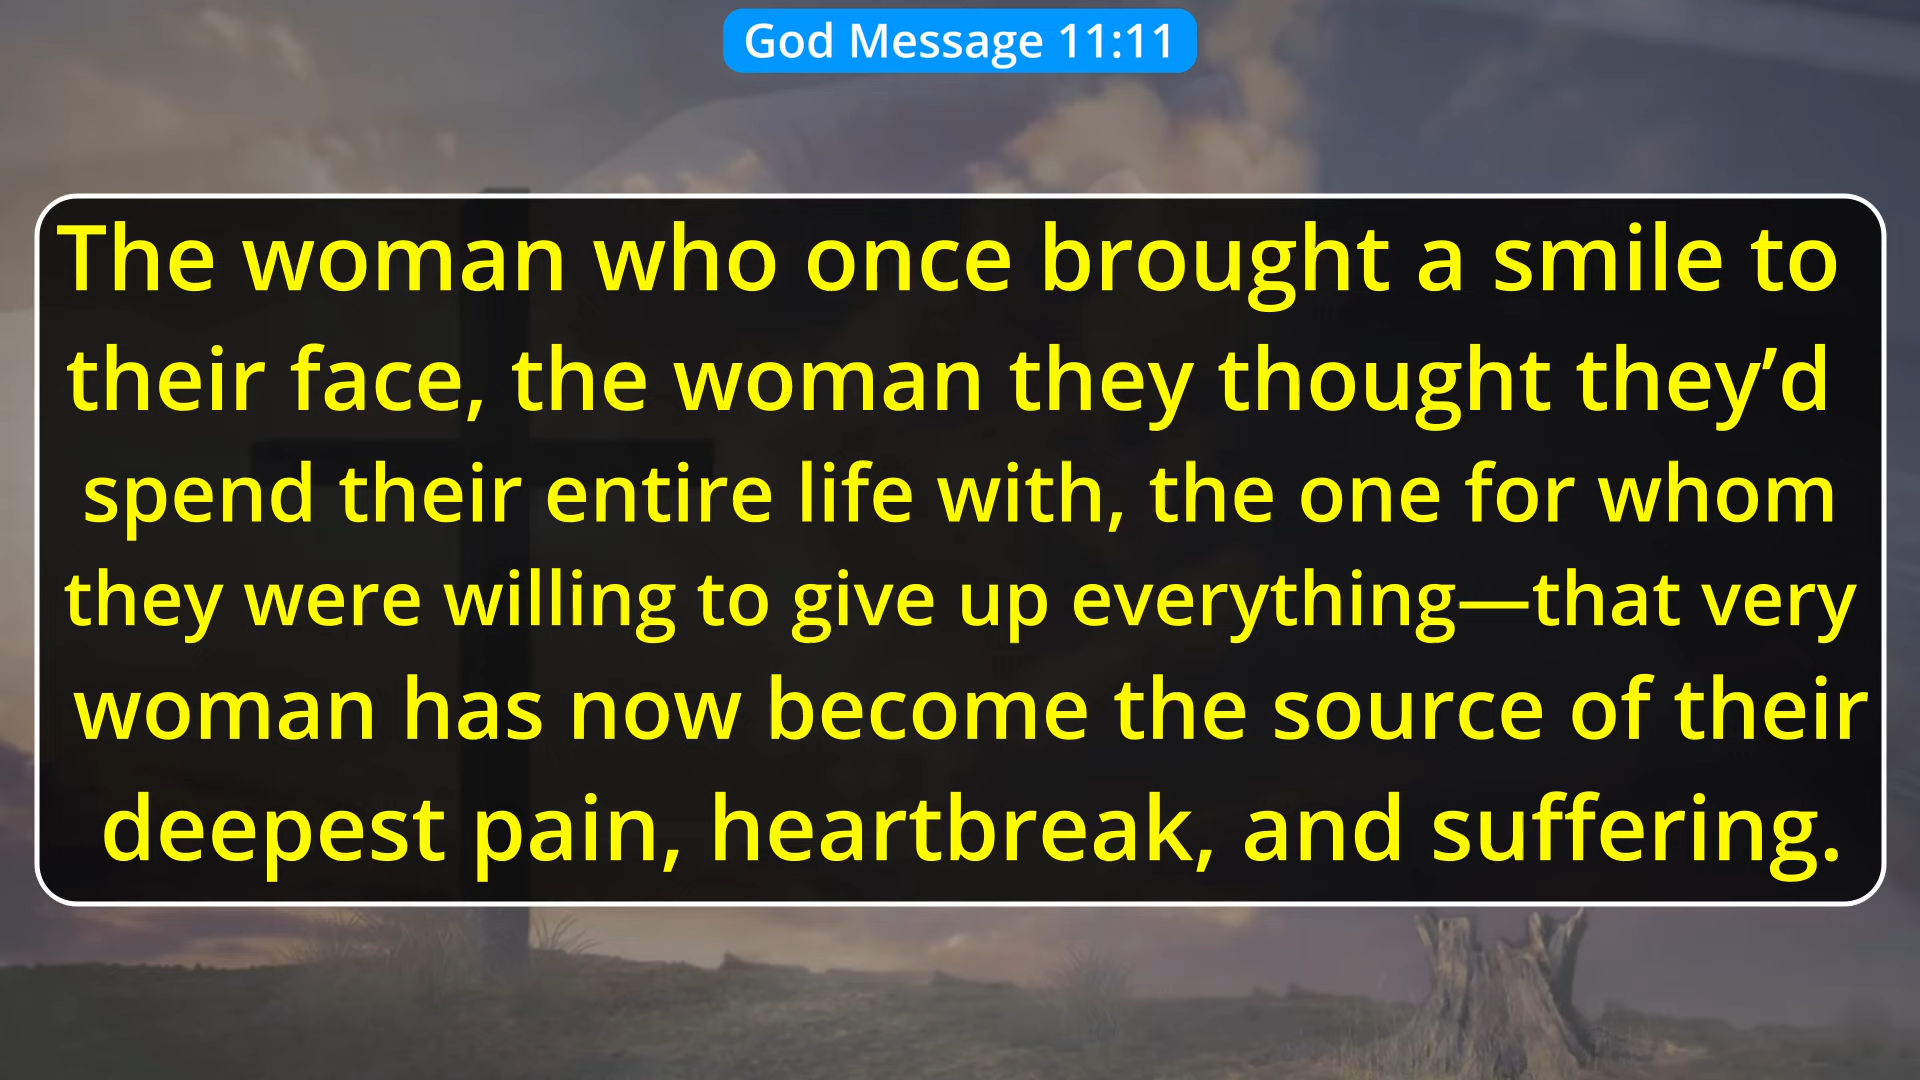 God Message 11:11
The woman who once brought a smile to
their face, the woman they thought they’d
spend their entire life with, the one for whom
they were willing to give up everything—that very
woman has now become the source of their
deepest pain, heartbreak, and suffering.